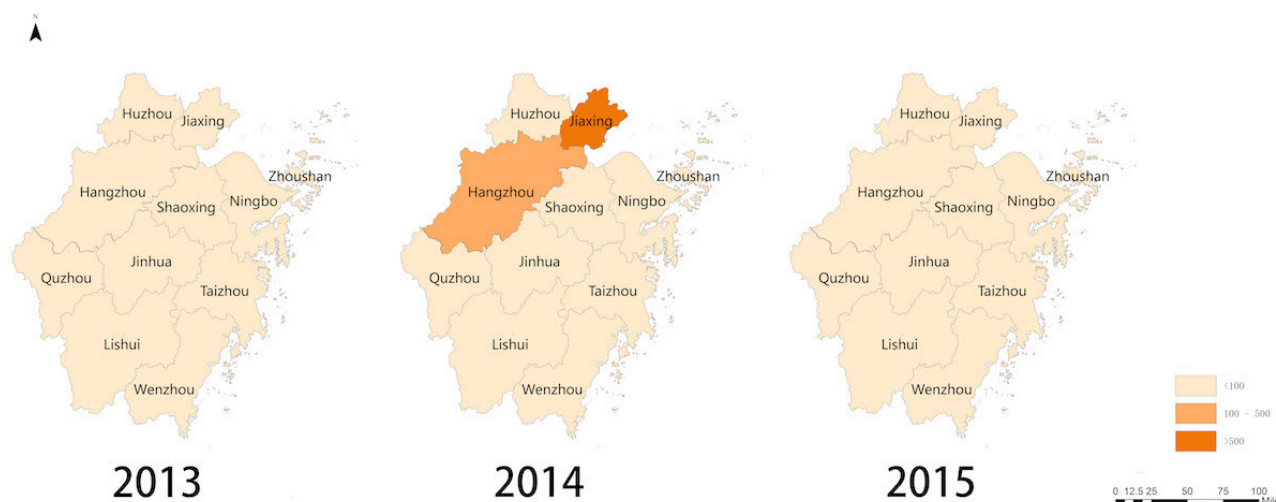 N
Huzhou
Jiaxing
Hangzhou
Zhoushan
Shaoxing
Ningbo
Jinhua
Quzhou
Taizhou
Lishui
Wenzhou
2013
Huzhou
Jiaxing
Hangzhou
Zhoushan
Shaoxing
Ningbo
Jinhua
Quzhou
Taizhou
Lishui
Wenzhou
2014
Huzhou
Jiaxing
Hangzhou
Zhoushan
Shaoxing
Ningbo
Jinhua
Quzhou
Taizhou
Lishui
Wenzhou
2015
<100
100 - 500
>500
0 12.5 25 50 75 100